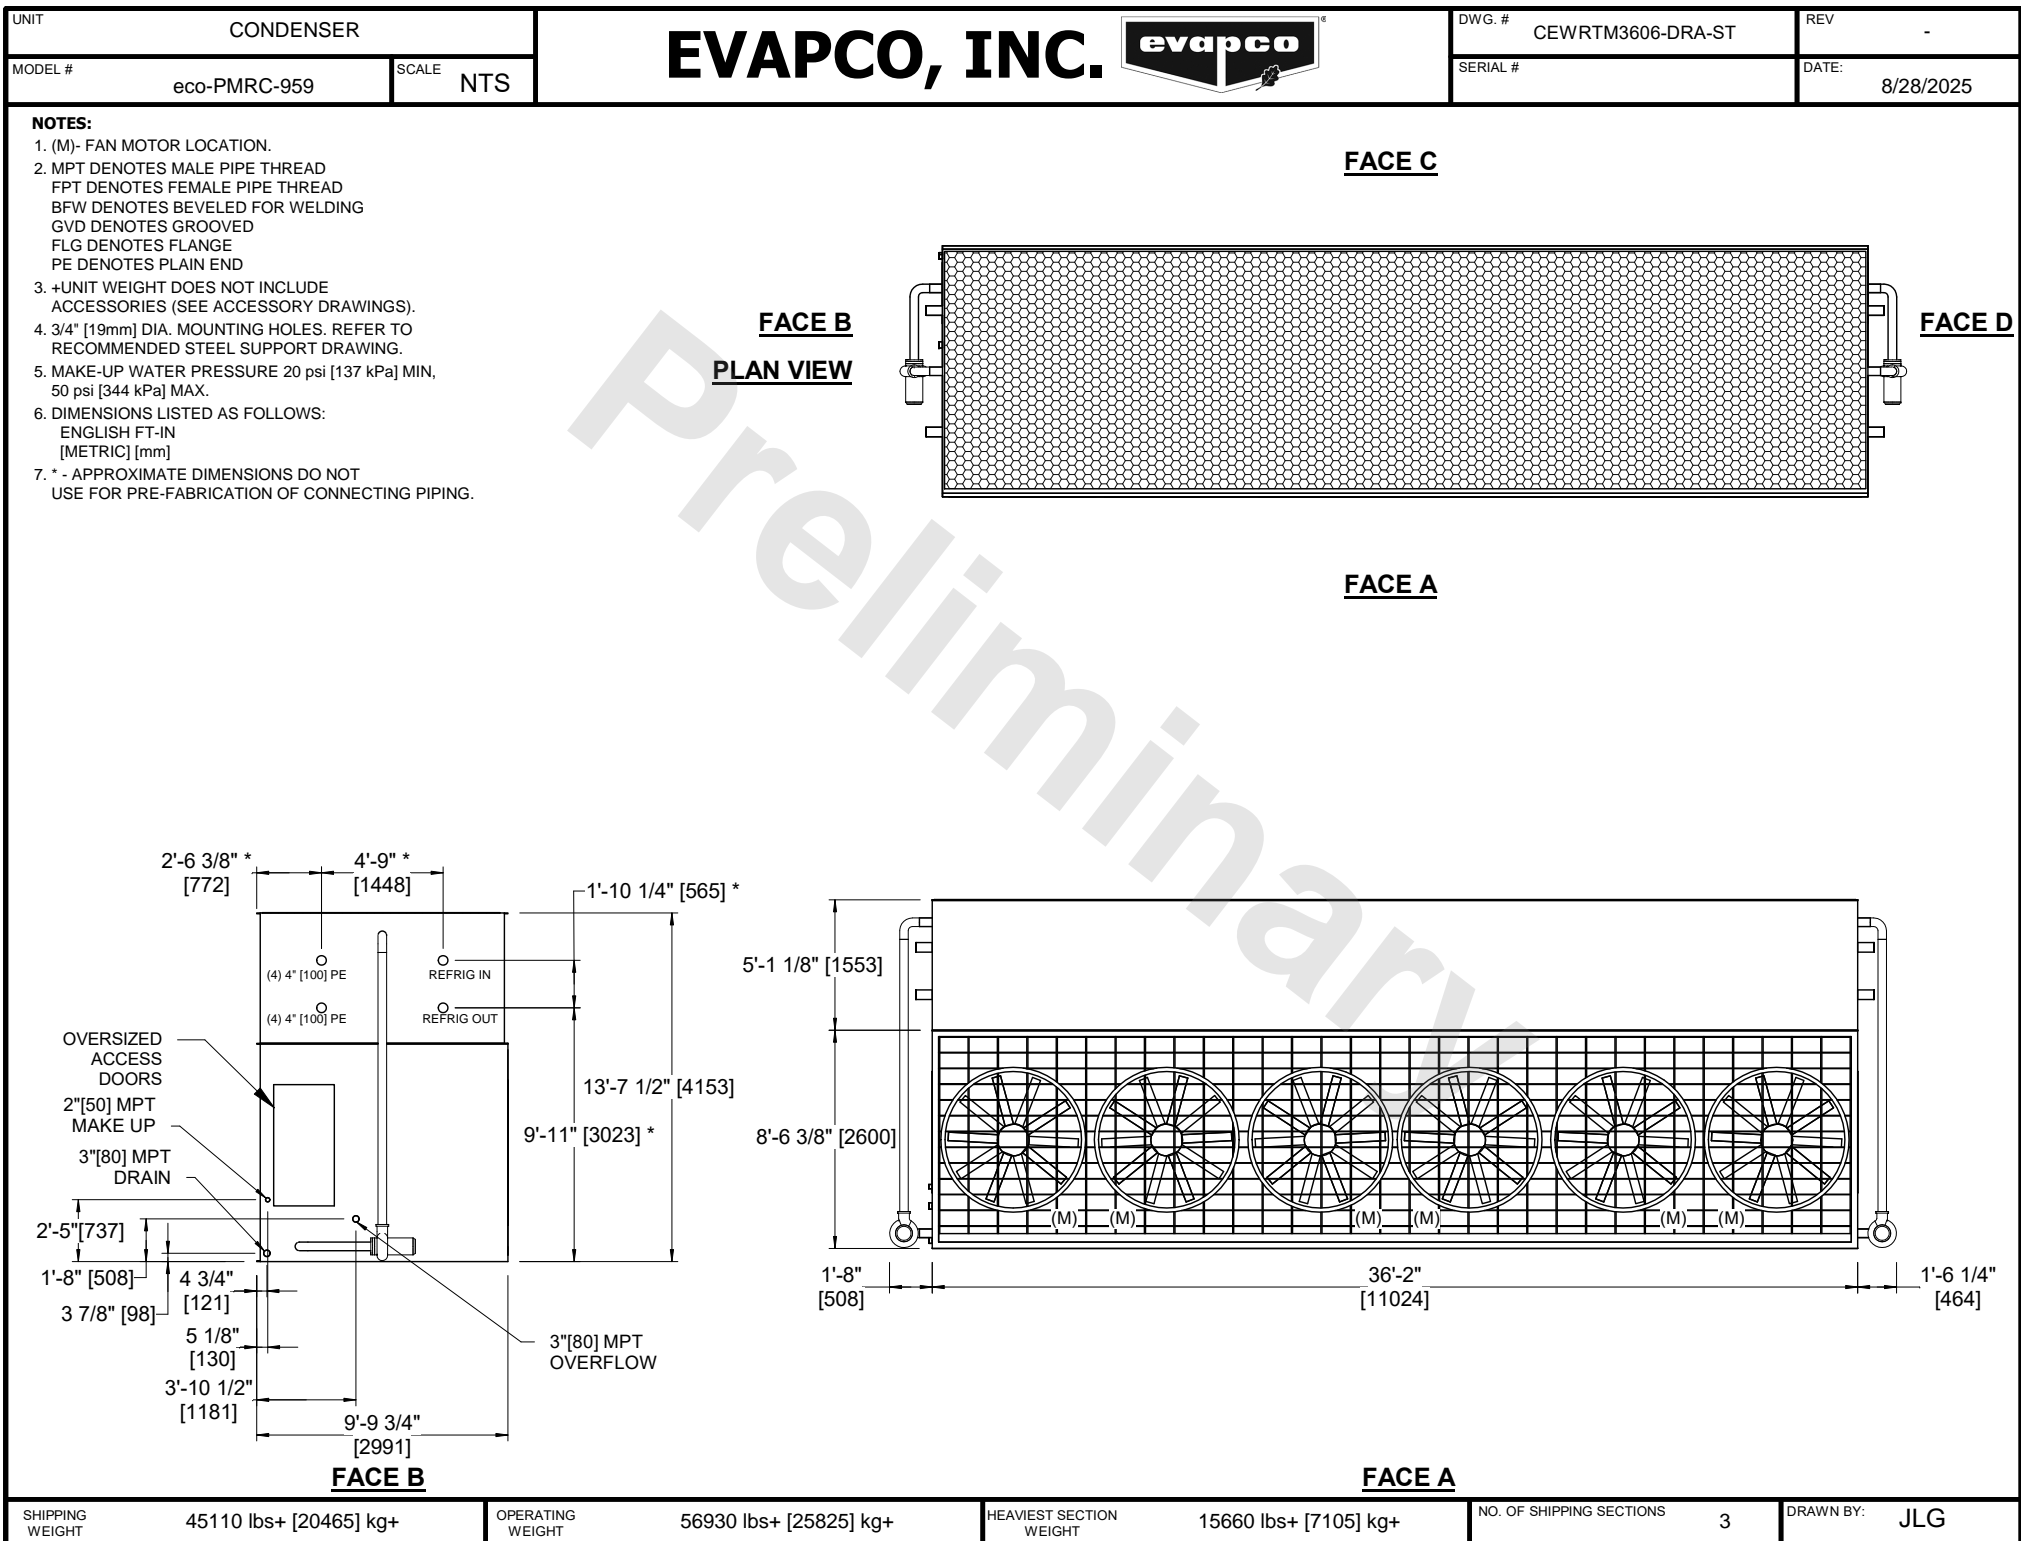 UNIT
CONDENSER
MODEL #
eco-PMRC-959
SCALE
NTS
EVAPCO, INC.
evapco
®
DWG. #
CEWRTM3606-DRA-ST
REV
-
SERIAL #
DATE:
8/28/2025
NOTES:
1. (M)- FAN MOTOR LOCATION.
2. MPT DENOTES MALE PIPE THREAD
FPT DENOTES FEMALE PIPE THREAD
BFW DENOTES BEVELED FOR WELDING
GVD DENOTES GROOVED
FLG DENOTES FLANGE
PE DENOTES PLAIN END
3. +UNIT WEIGHT DOES NOT INCLUDE
ACCESSORIES (SEE ACCESSORY DRAWINGS).
4. 3/4" [19mm] DIA. MOUNTING HOLES. REFER TO
RECOMMENDED STEEL SUPPORT DRAWING.
5. MAKE-UP WATER PRESSURE 20 psi [137 kPa] MIN,
50 psi [344 kPa] MAX.
6. DIMENSIONS LISTED AS FOLLOWS:
ENGLISH FT-IN
[METRIC] [mm]
7. * - APPROXIMATE DIMENSIONS DO NOT
USE FOR PRE-FABRICATION OF CONNECTING PIPING.
FACE C
FACE B
PLAN VIEW
FACE D
FACE A
Preliminary
2'-6 3/8" *
[772]
4'-9" *
[1448]
1'-10 1/4" [565] *
(4) 4" [100] PE
REFRIG IN
(4) 4" [100] PE
REFRIG OUT
OVERSIZED
ACCESS
DOORS
2"[50] MPT
MAKE UP
3"[80] MPT
DRAIN
13'-7 1/2" [4153]
9'-11" [3023] *
2'-5"[737]
1'-8" [508]
3 7/8" [98]
4 3/4"
[121]
5 1/8"
[130]
3'-10 1/2"
[1181]
9'-9 3/4"
[2991]
3"[80] MPT
OVERFLOW
FACE B
5'-1 1/8" [1553]
8'-6 3/8" [2600]
(M) (M) (M) (M) (M) (M)
1'-8"
[508]
36'-2"
[11024]
1'-6 1/4"
[464]
FACE A
SHIPPING
WEIGHT
45110 lbs+ [20465] kg+
OPERATING
WEIGHT
56930 lbs+ [25825] kg+
HEAVIEST SECTION
WEIGHT
15660 lbs+ [7105] kg+
NO. OF SHIPPING SECTIONS
3
DRAWN BY:
JLG